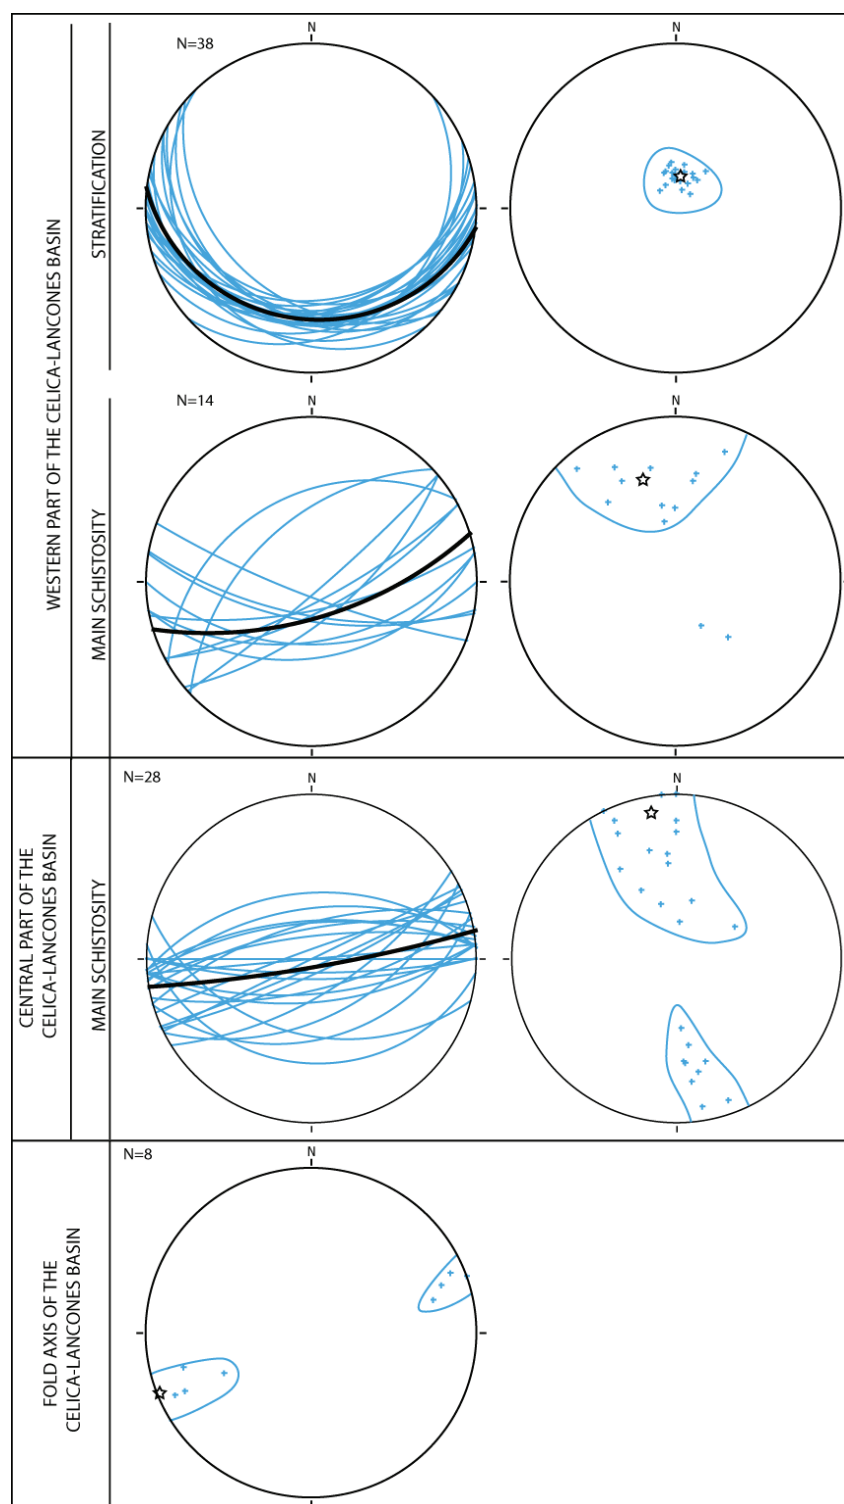 WESTERN PART OF THE CELICA-LANCONES BASIN
STRATIFICATION
N=38
N
N
MAIN SCHISTOSITY
N=14
N
N
CENTRAL PART OF THE
CELICA-LANCONES BASIN
MAIN SCHISTOSITY
N=28
N
N
FOLD AXIS OF THE
CELICA-LANCONES BASIN
N=8
N